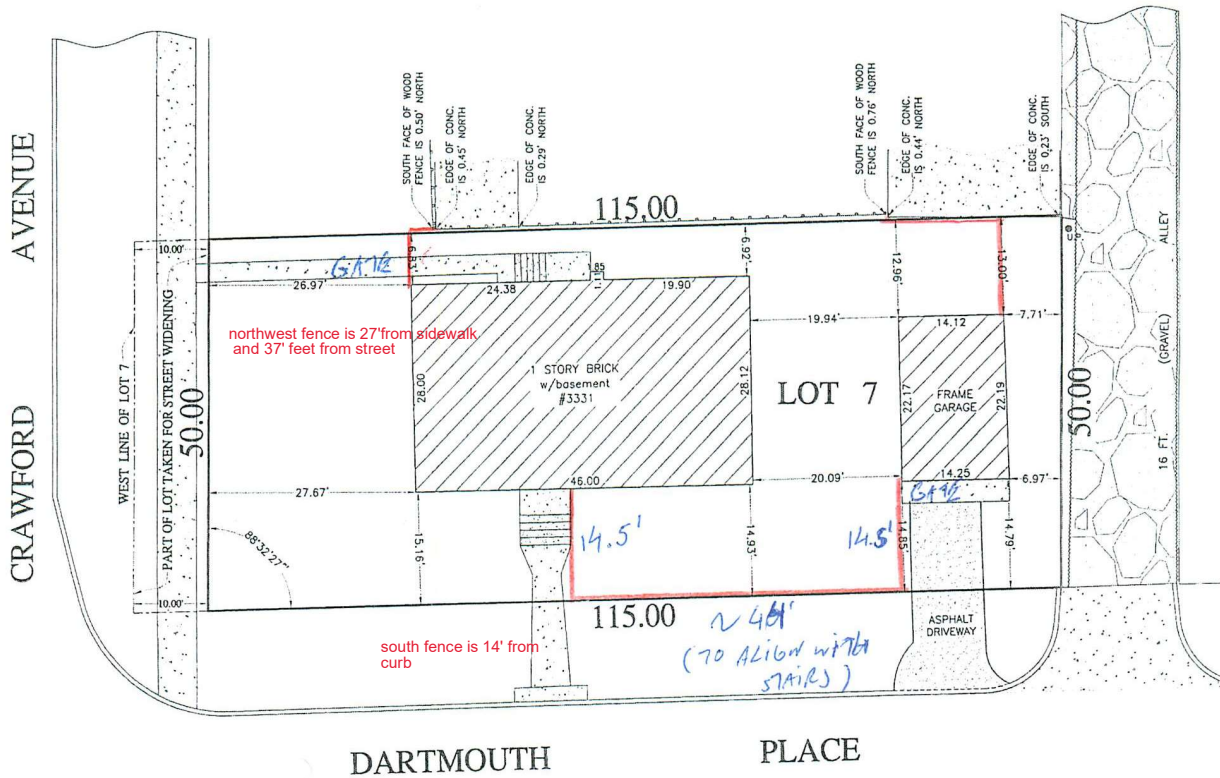 CRAWFORD AVENUE
WEST LINE OF LOT 7
PART OF LOT TAKEN FOR STREET WIDENING
10.00'
10.00'
50.00
SOUTH FACE OF WOOD
FENCE IS 0.50' NORTH
EDGE OF CONC.
IS 0.45' NORTH
EDGE OF CONC.
IS 0.29' NORTH
SOUTH FACE OF WOOD
FENCE IS 0.76' NORTH
EDGE OF CONC.
IS 0.44' NORTH
EDGE OF CONC.
IS 0.23' SOUTH
115.00
26.97'
24.38
1.85
19.90
6.92'
12.96'
13.00'
northwest fence is 27'from sidewalk
and 37' feet from street
19.94'
14.12
7.71'
1 STORY BRICK
w/basement
#3331
28.00
28.12
LOT 7
22.17
FRAME
GARAGE
22.19
50.00
16 FT. (GRAVEL) ALLEY
27.67'
46.00
20.09'
14.25
6.97'
88°32'27"
15.16'
14.5'
14.93'
14.5'
14.85'
14.79'
115.00
(TO ALIGN WITH
STAIRS)
ASPHALT
DRIVEWAY
south fence is 14' from
curb
DARTMOUTH PLACE